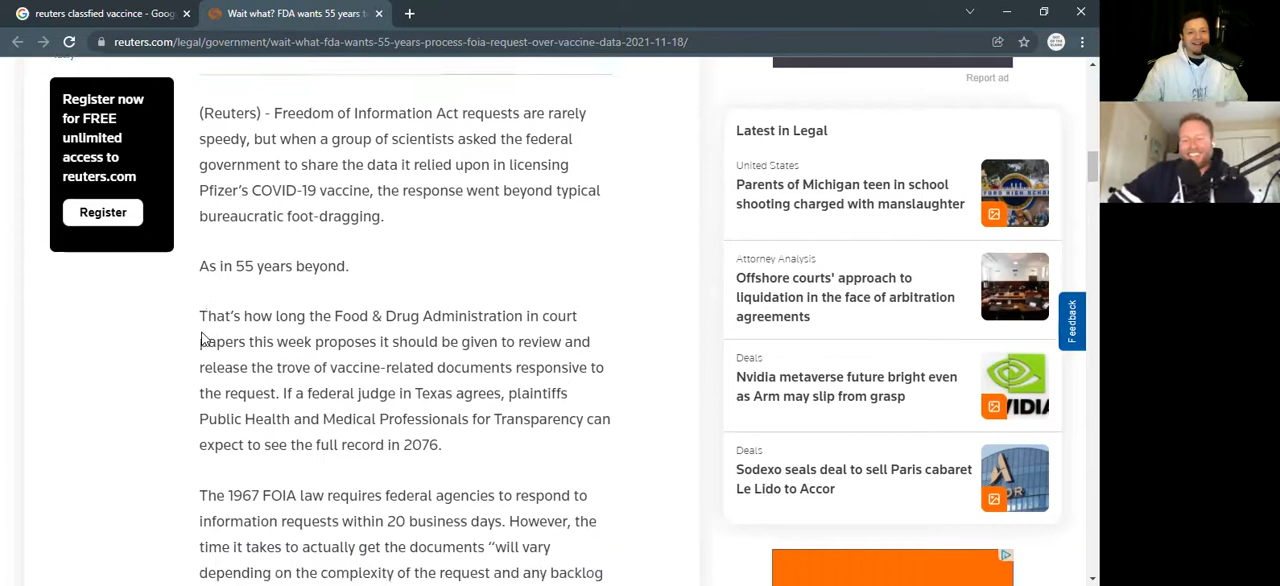 reuters classfied vaccince - Goog
Wait what? FDA wants 55 years t
reuters.com/legal/government/wait-what-fda-wants-55-years-process-foia-request-over-vaccine-data-2021-11-18/
Register now
for FREE
unlimited
access to
reuters.com
Register
(Reuters) - Freedom of Information Act requests are rarely
speedy, but when a group of scientists asked the federal
government to share the data it relied upon in licensing
Pfizer's COVID-19 vaccine, the response went beyond typical
bureaucratic foot-dragging.
As in 55 years beyond.
That's how long the Food & Drug Administration in court
papers this week proposes it should be given to review and
release the trove of vaccine-related documents responsive to
the request. If a federal judge in Texas agrees, plaintiffs
Public Health and Medical Professionals for Transparency can
expect to see the full record in 2076.
The 1967 FOIA law requires federal agencies to respond to
information requests within 20 business days. However, the
time it takes to actually get the documents "will vary
depending on the complexity of the request and any backlog
Report ad
Latest in Legal
United States
Parents of Michigan teen in school
shooting charged with manslaughter
Attorney Analysis
Offshore courts' approach to
liquidation in the face of arbitration
agreements
Deals
Nvidia metaverse future bright even
as Arm may slip from grasp
Deals
Sodexo seals deal to sell Paris cabaret
Le Lido to Accor
Feedback